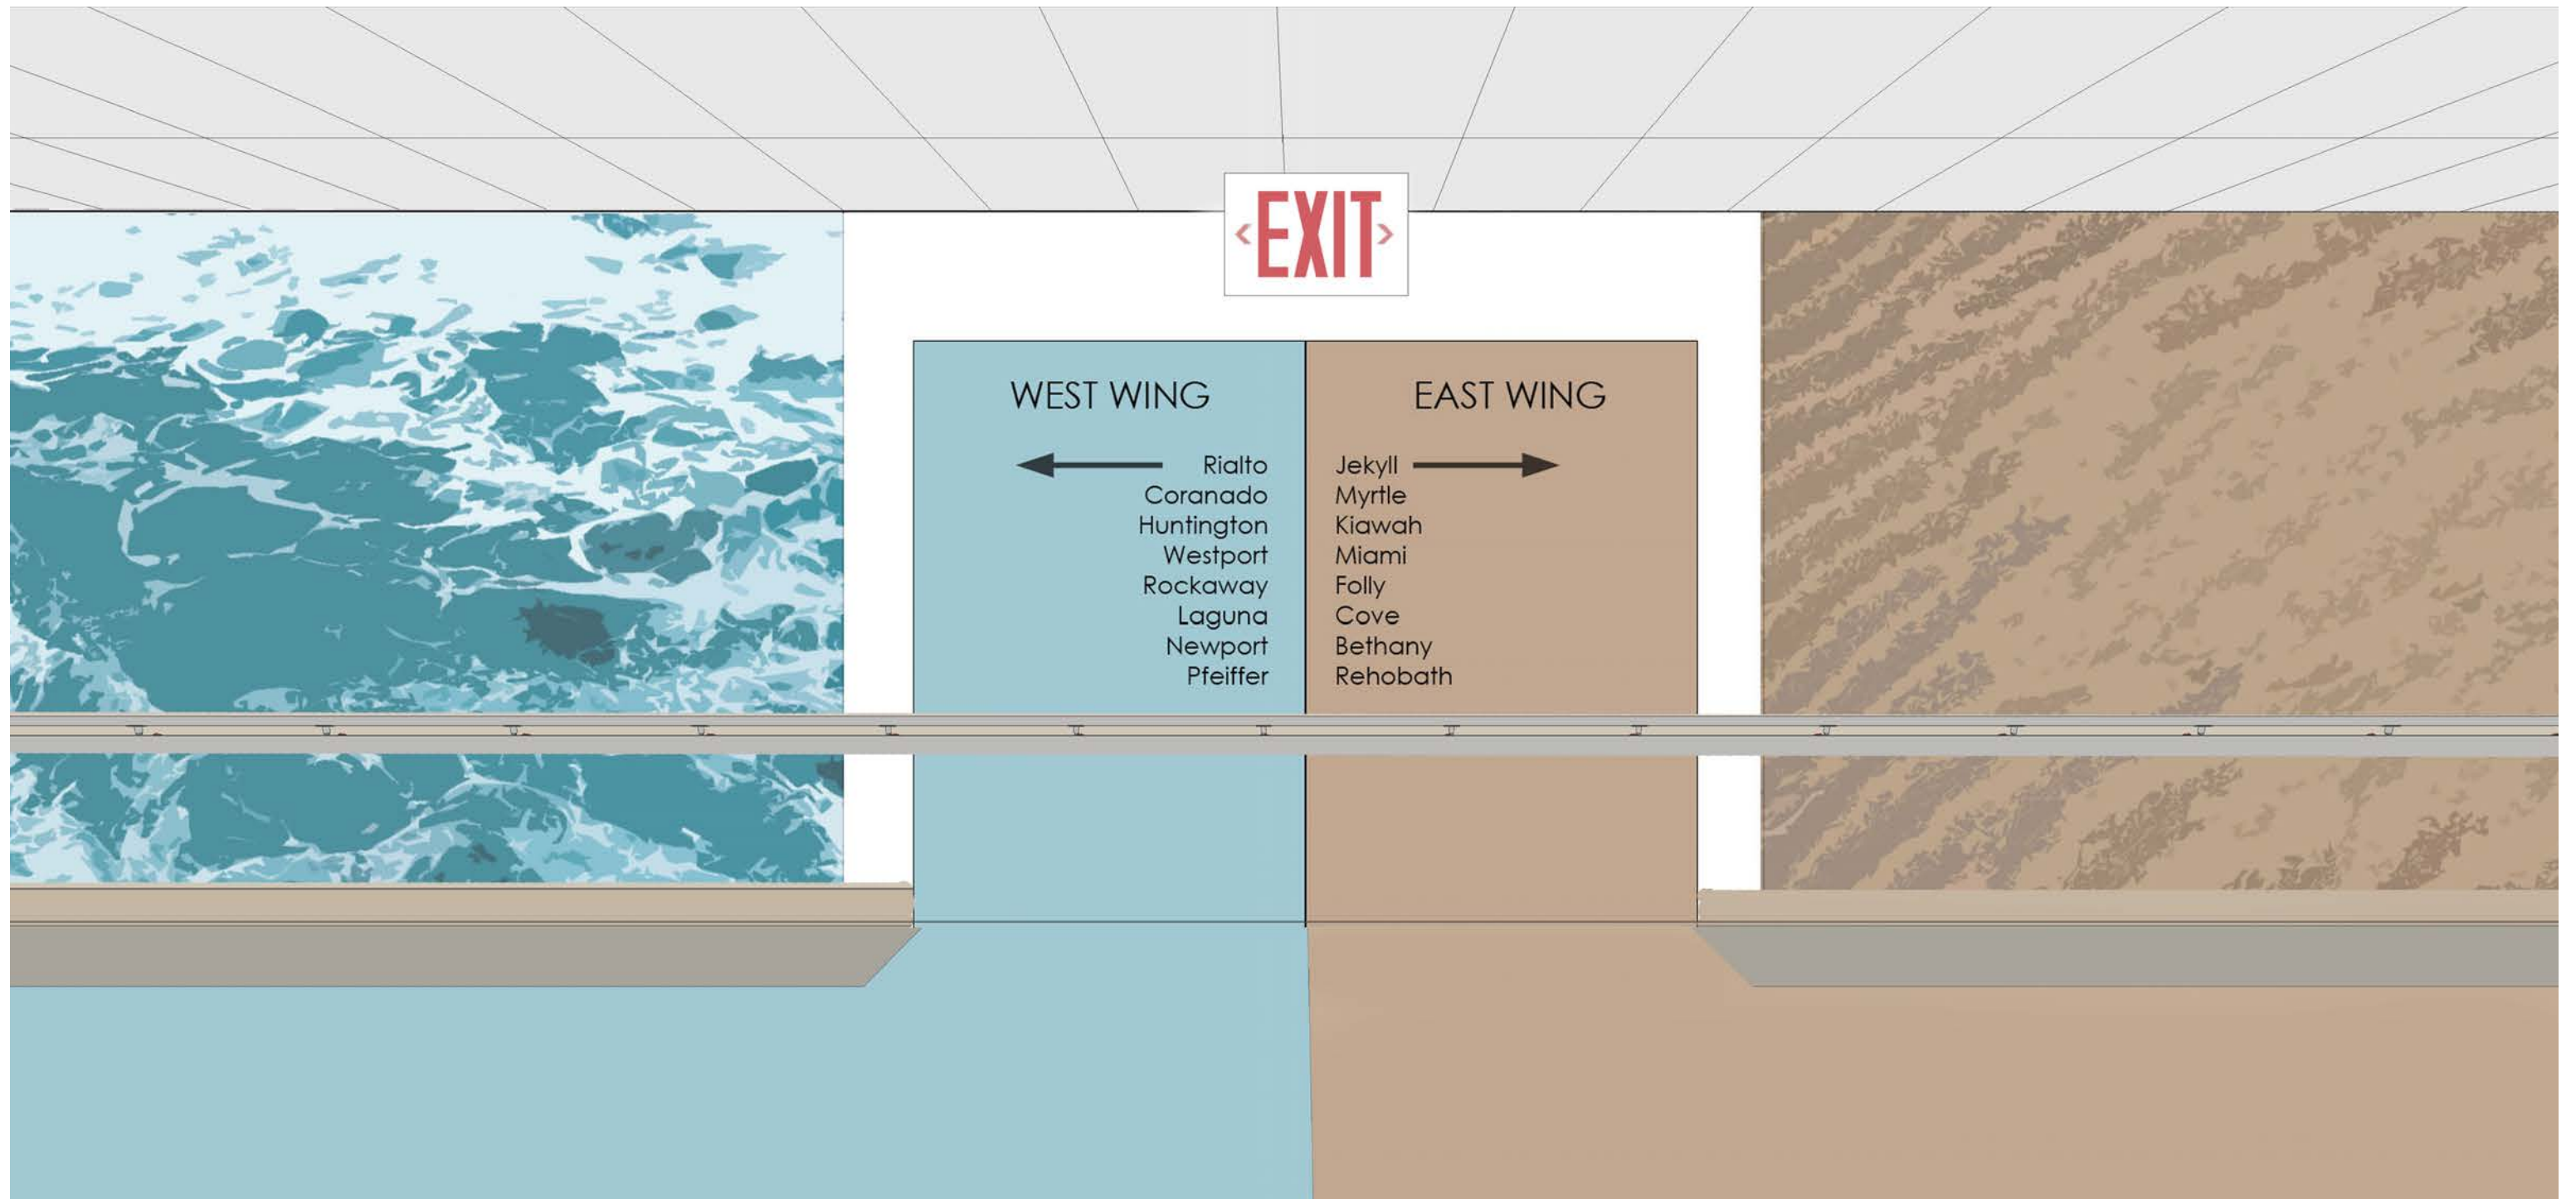 EXIT
WEST WING
Rialto
Coranado
Huntington
Westport
Rockaway
Laguna
Newport
Pfeiffer
EAST WING
Jekyll
Myrtle
Kiawah
Miami
Folly
Cove
Bethany
Rehobath